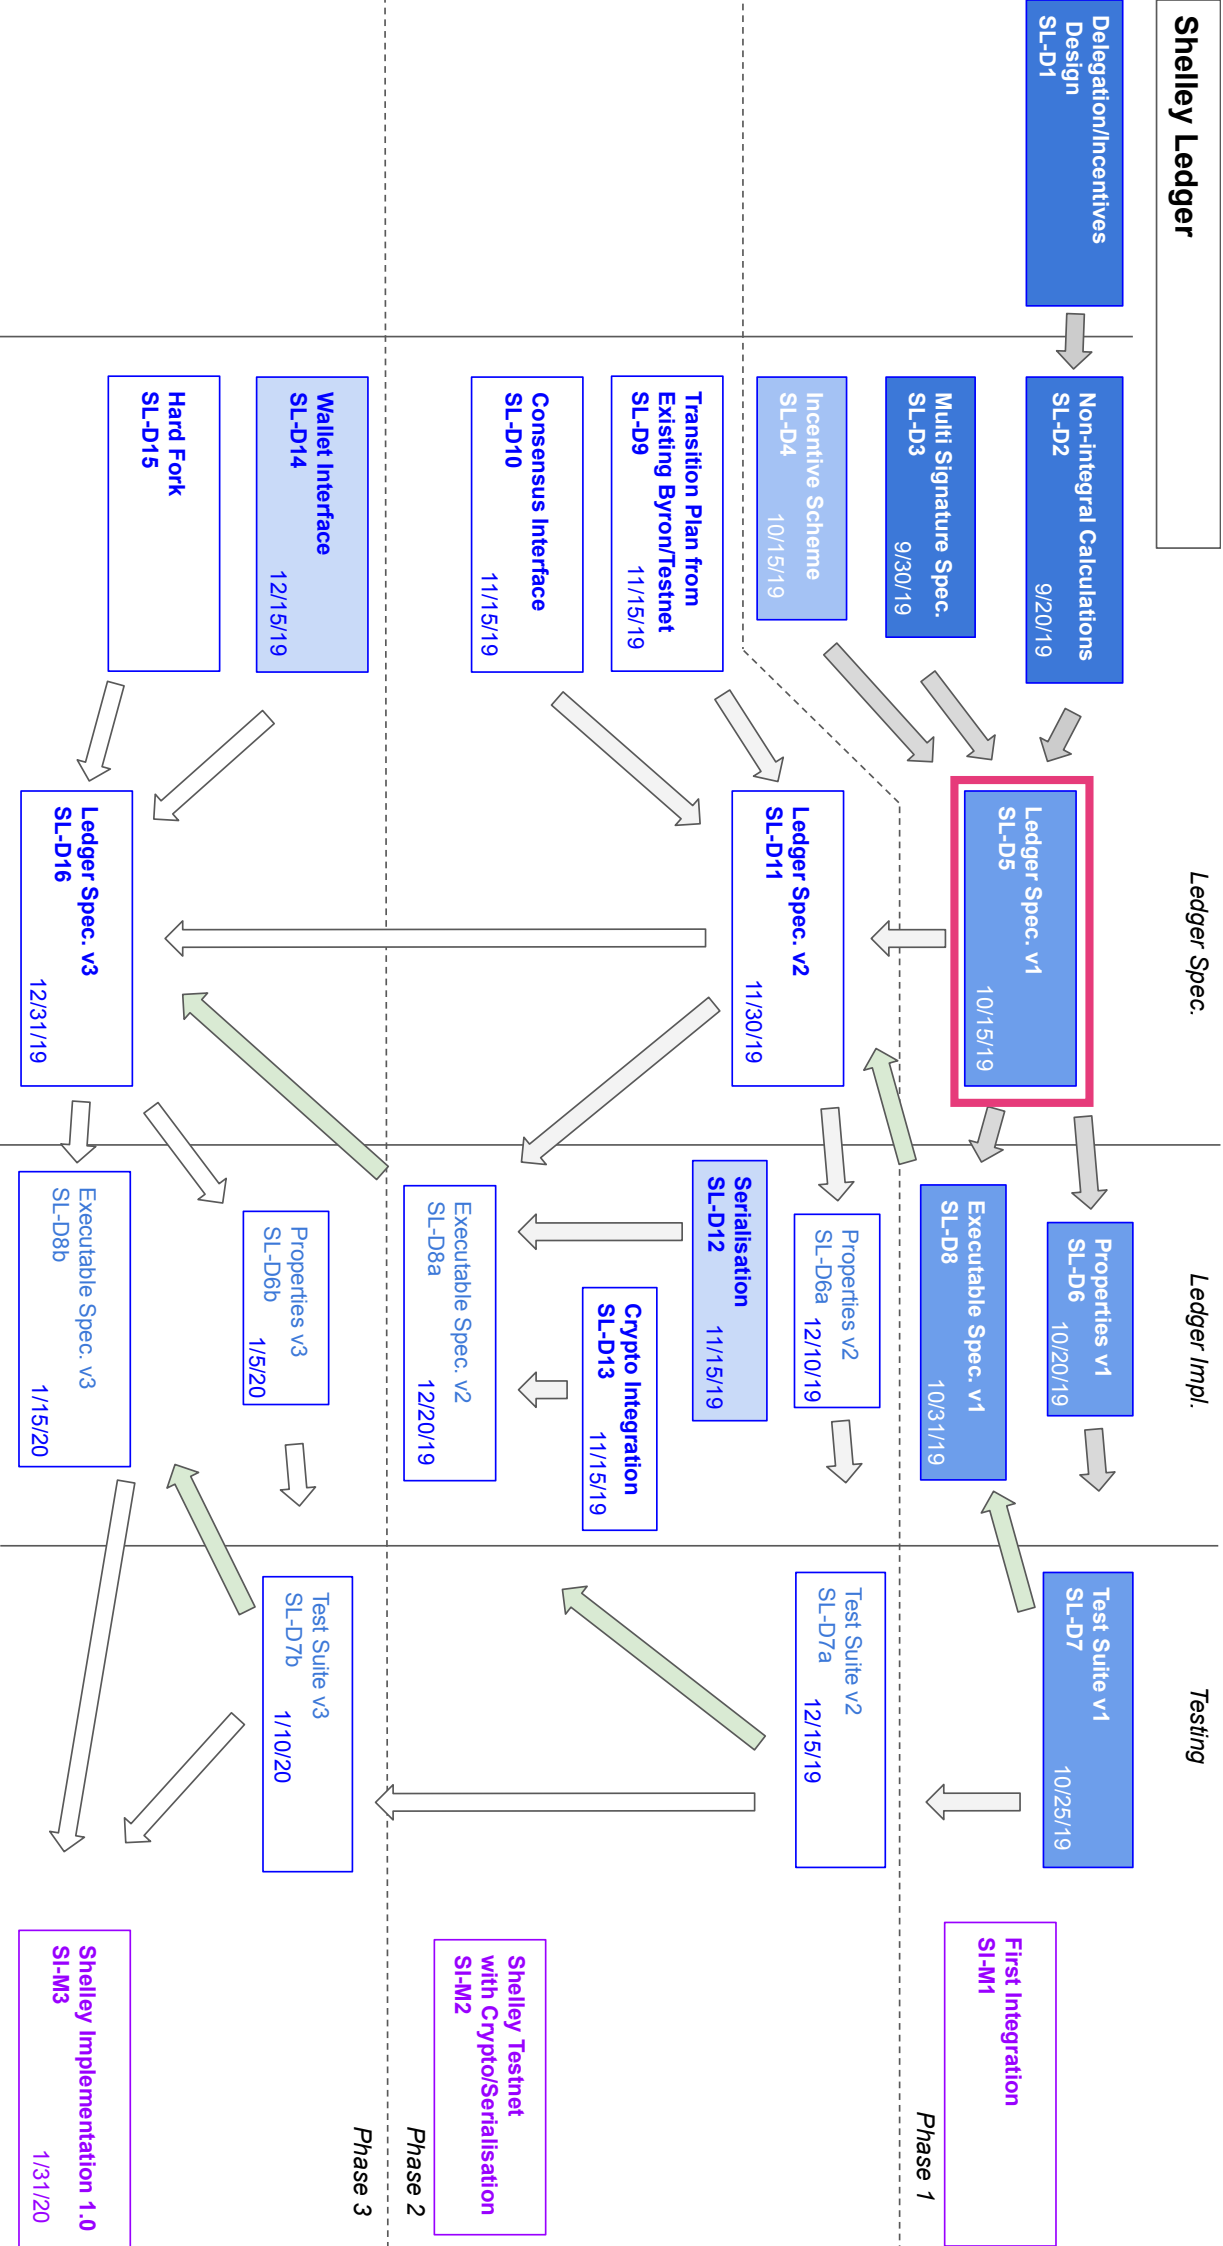 Shelley Ledger
Ledger Spec.
Ledger Impl.
Testing
Delegation/Incentives
Design
SL-D1
Non-integral Calculations
SL-D2
9/20/19
Multi Signature Spec.
SL-D3
9/30/19
Incentive Scheme
SL-D4
10/15/19
Ledger Spec. v1
SL-D5
10/15/19
Properties v1
SL-D6
10/20/19
Executable Spec. v1
SL-D8
10/31/19
Test Suite v1
SL-D7
10/25/19
First Integration
SI-M1
Phase 1
Transition Plan from
Existing Byron/Testnet
SL-D9
11/15/19
Consensus Interface
SL-D10
11/15/19
Ledger Spec. v2
SL-D11
11/30/19
Properties v2
SL-D6a
12/10/19
Serialisation
SL-D12
11/15/19
Crypto Integration
SL-D13
11/15/19
Executable Spec. v2
SL-D8a
12/20/19
Test Suite v2
SL-D7a
12/15/19
Shelley Testnet
with Crypto/Serialisation
SI-M2
Phase 2
Phase 3
Wallet Interface
SL-D14
12/15/19
Hard Fork
SL-D15
Ledger Spec. v3
SL-D16
12/31/19
Properties v3
SL-D6b
1/5/20
Executable Spec. v3
SL-D8b
1/15/20
Test Suite v3
SL-D7b
1/10/20
Shelley Implementation 1.0
SI-M3
1/31/20